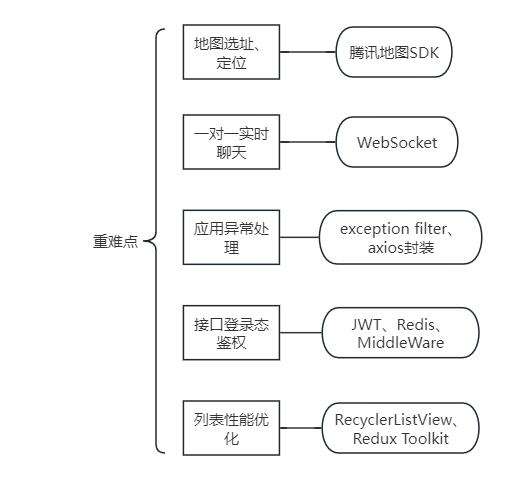 地图选址、
定位
腾讯地图SDK
一对一实时
聊天
WebSocket
重难点
应用异常处
理
exception filter、
axios封装
接口登录态
鉴权
JWT、Redis、
MiddleWare
列表性能优
化
RecyclerListView、
Redux Toolkit